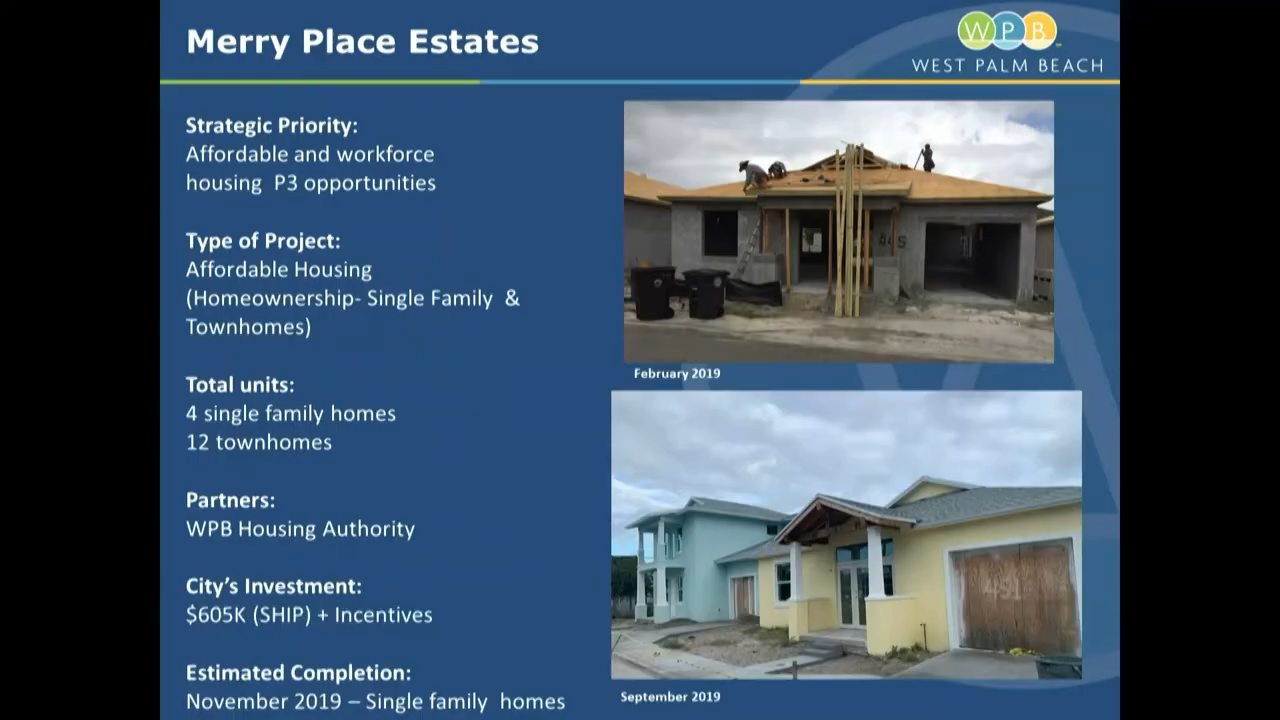 Merry Place Estates
WPB
WEST PALM BEACH
Strategic Priority:
Affordable and workforce
housing P3 opportunities
Type of Project:
Affordable Housing
(Homeownership- Single Family &
Townhomes)
Total units:
4 single family homes
12 townhomes
Partners:
WPB Housing Authority
City's Investment:
$605K (SHIP) + Incentives
Estimated Completion:
November 2019 – Single family homes
February 2019
451
September 2019